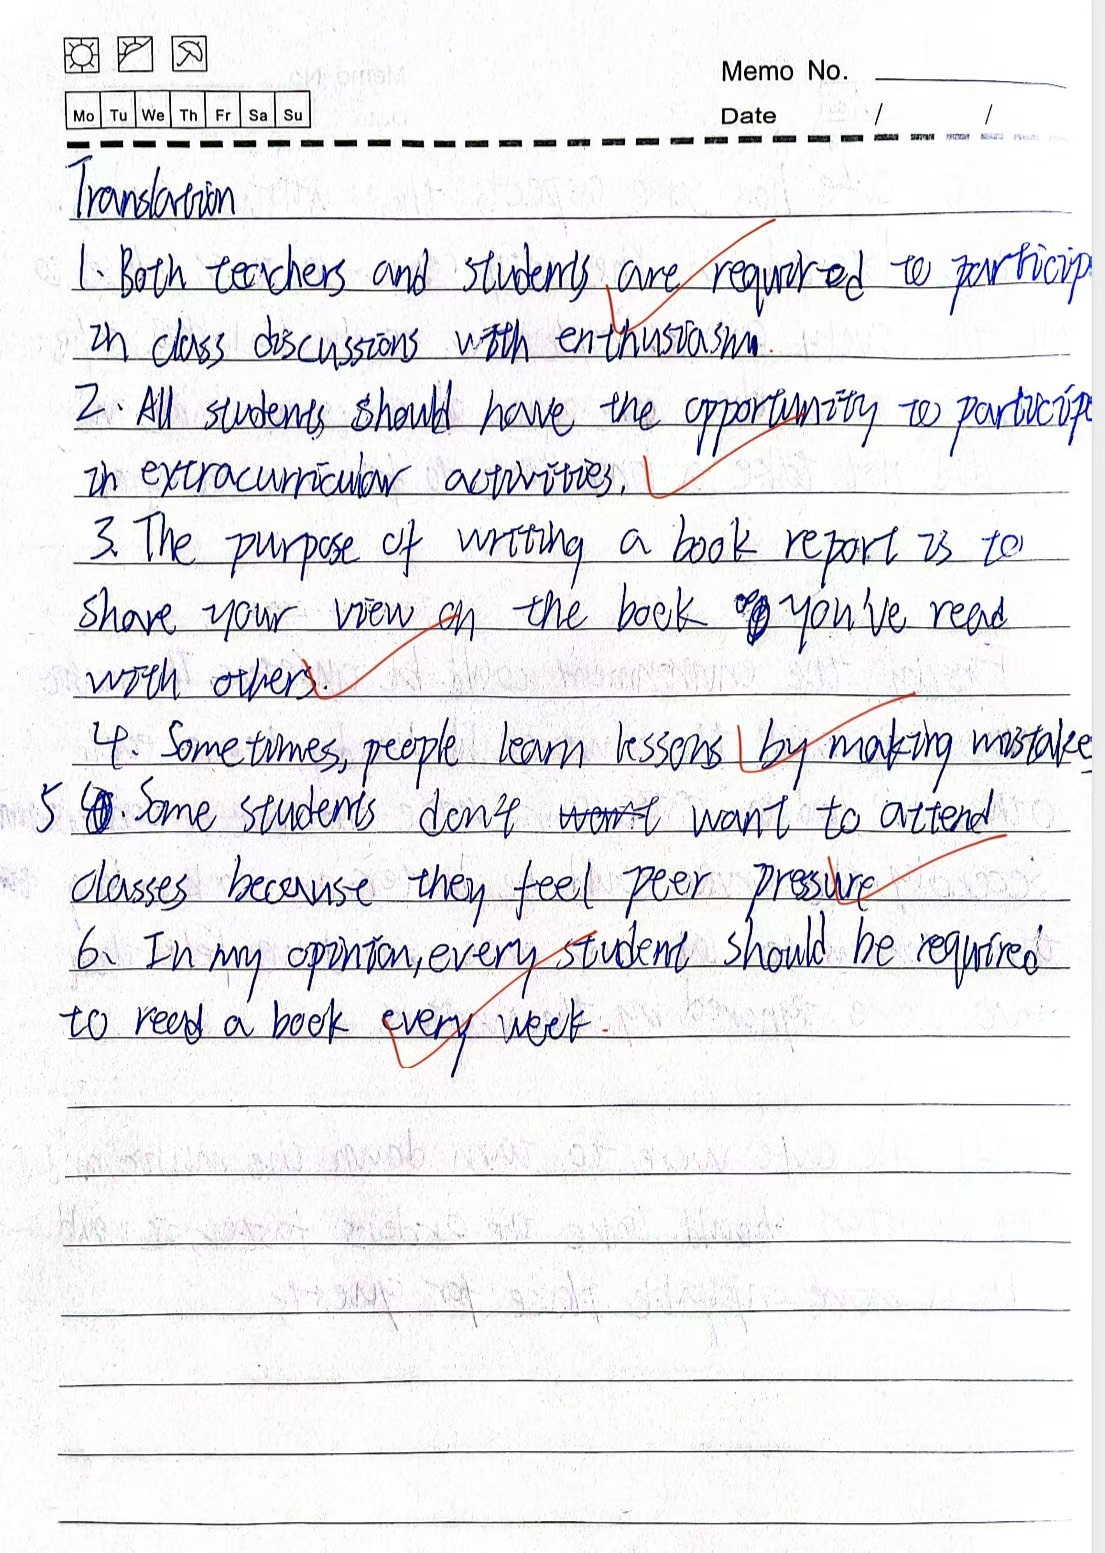 Memo No.
Mo Tu We Th Fr Sa Su
Date / /
Translation
1. Both teachers and students are required to particip
in class discussions with enthusiasm.
2. All students should have the opportunity to particip
in extracurricular activities.
3. The purpose of writing a book report is to
share your view on the book you've read
with others.
4. Sometimes, people learn lessons by making mistake
5 . Some students don't want to attend
classes because they feel peer pressure
6. In my opinion, every student should be required
to read a book every week.